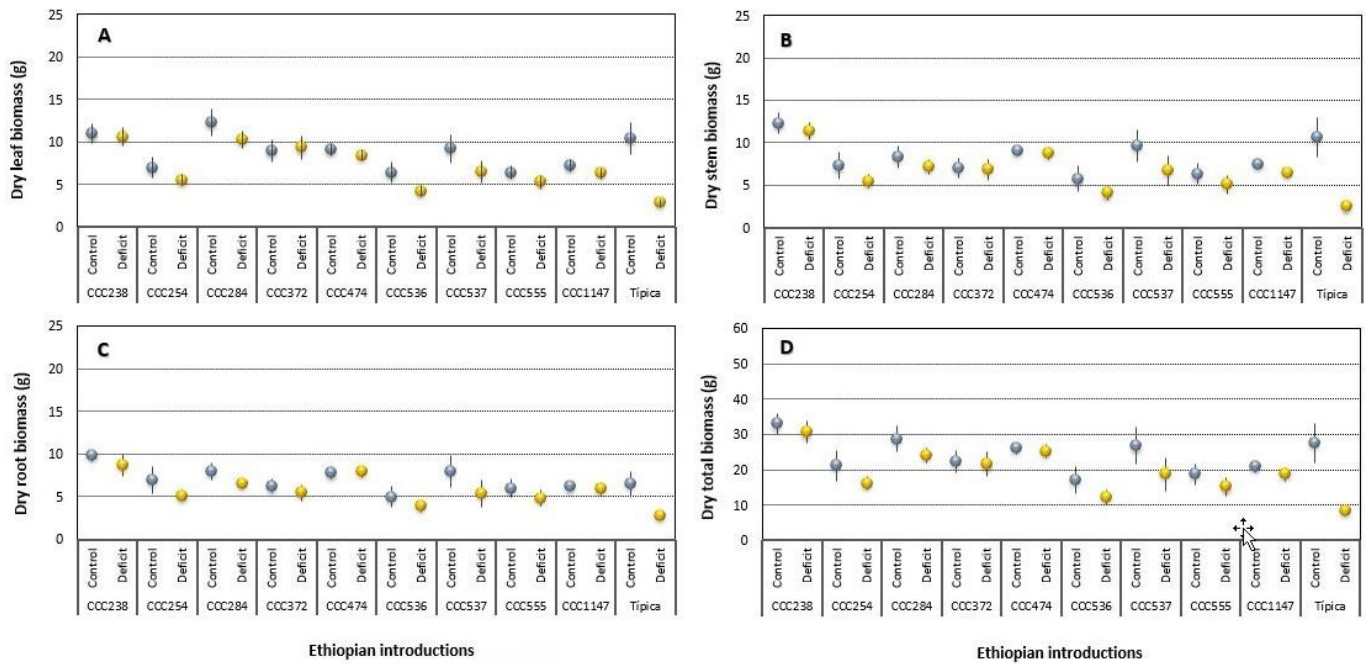 A
Dry leaf biomass (g)
25
20
15
10
5
0
Control Deficit Control Deficit Control Deficit Control Deficit Control Deficit Control Deficit Control Deficit Control Deficit Control Deficit Control Deficit
CCC238 CCC254 CCC284 CCC372 CCC474 CCC536 CCC537 CCC555 CCC1147 Típica
B
Dry stem biomass (g)
25
20
15
10
5
0
Control Deficit Control Deficit Control Deficit Control Deficit Control Deficit Control Deficit Control Deficit Control Deficit Control Deficit Control Deficit
CCC238 CCC254 CCC284 CCC372 CCC474 CCC536 CCC537 CCC555 CCC1147 Típica
C
Dry root biomass (g)
25
20
15
10
5
0
Control Deficit Control Deficit Control Deficit Control Deficit Control Deficit Control Deficit Control Deficit Control Deficit Control Deficit Control Deficit
CCC238 CCC254 CCC284 CCC372 CCC474 CCC536 CCC537 CCC555 CCC1147 Típica
Ethiopian introductions
D
Dry total biomass (g)
60
50
40
30
20
10
0
Control Deficit Control Deficit Control Deficit Control Deficit Control Deficit Control Deficit Control Deficit Control Deficit Control Deficit Control Deficit
CCC238 CCC254 CCC284 CCC372 CCC474 CCC536 CCC537 CCC555 CCC1147 Típica
Ethiopian introductions